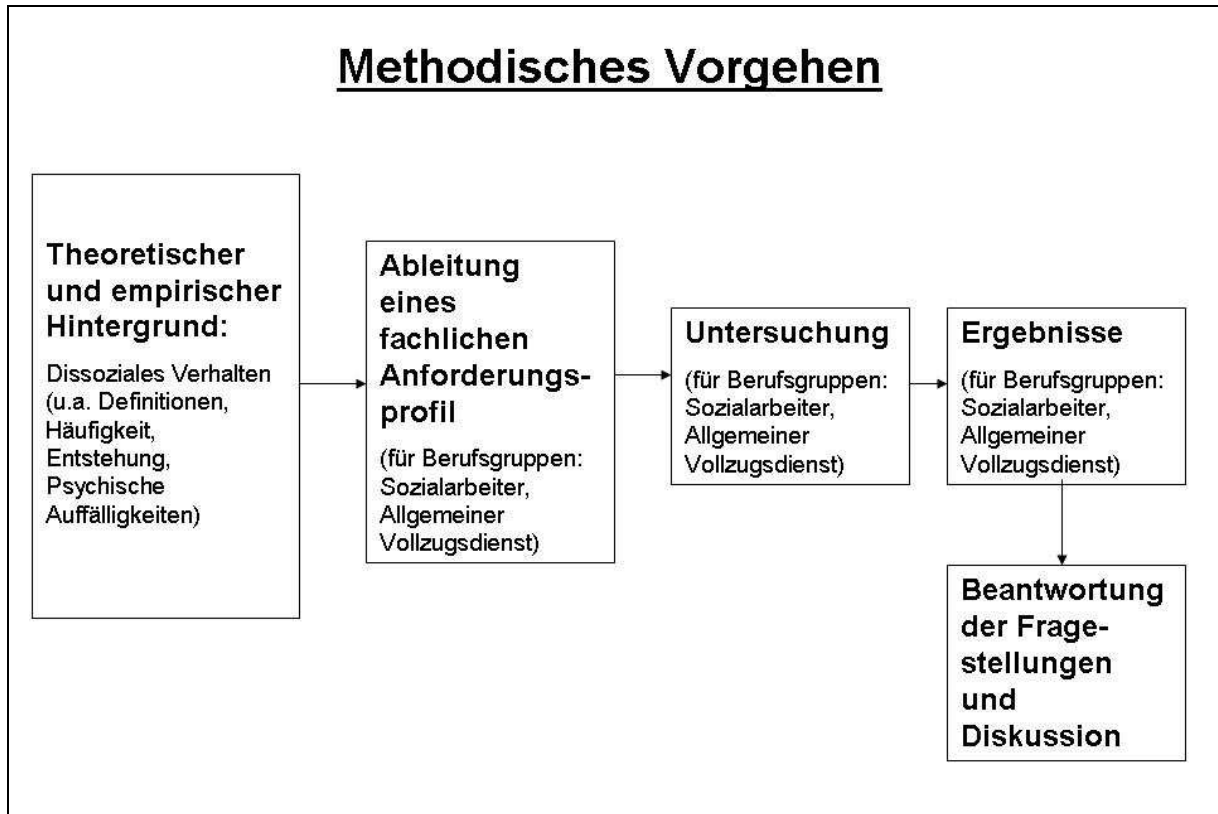 Methodisches Vorgehen
Theoretischer
und empirischer
Hintergrund:
Dissoziales Verhalten
(u.a. Definitionen,
Häufigkeit,
Entstehung,
Psychische
Auffälligkeiten)
Ableitung
eines
fachlichen
Anforderungs-
profil
(für Berufsgruppen:
Sozialarbeiter,
Allgemeiner
Vollzugsdienst)
Untersuchung
(für Berufsgruppen:
Sozialarbeiter,
Allgemeiner
Vollzugsdienst)
Ergebnisse
(für Berufsgruppen:
Sozialarbeiter,
Allgemeiner
Vollzugsdienst)
Beantwortung
der Frage-
stellungen
und
Diskussion